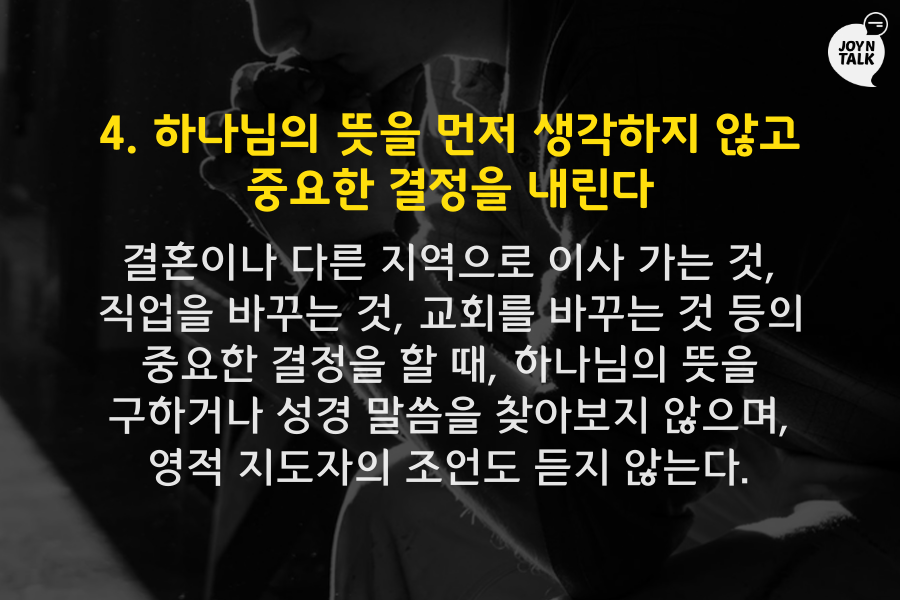 JOYN
TALK
4. 하나님의 뜻을 먼저 생각하지 않고
중요한 결정을 내린다
결혼이나 다른 지역으로 이사 가는 것,
직업을 바꾸는 것, 교회를 바꾸는 것 등의
중요한 결정을 할 때, 하나님의 뜻을
구하거나 성경 말씀을 찾아보지 않으며,
영적 지도자의 조언도 듣지 않는다.